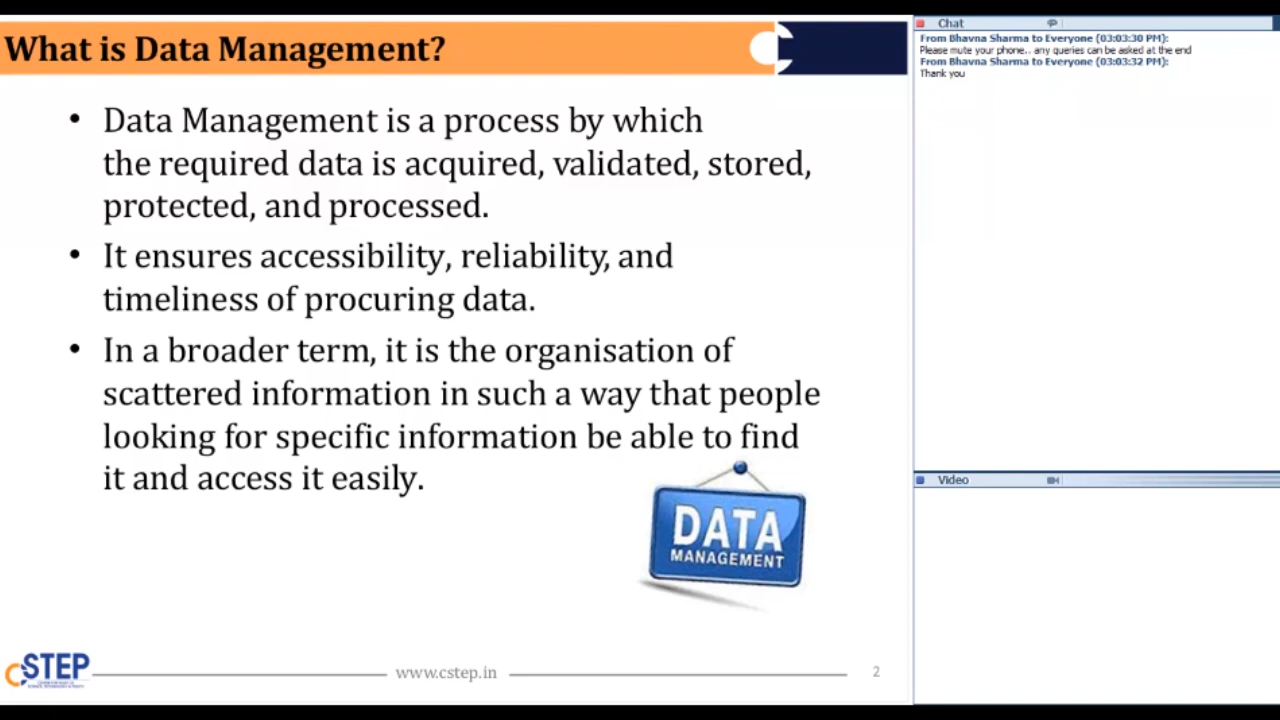 What is Data Management?
• Data Management is a process by which
the required data is acquired, validated, stored,
protected, and processed.
• It ensures accessibility, reliability, and
timeliness of procuring data.
• In a broader term, it is the organisation of
scattered information in such a way that people
looking for specific information be able to find
it and access it easily.
DATA
MANAGEMENT
CSTEP
www.cstep.in
2
Chat
From Bhavna Sharma to Everyone (03:03:30 PM):
Please mute your phone.. any queries can be asked at the end
From Bhavna Sharma to Everyone (03:03:32 PM):
Thank you
Video